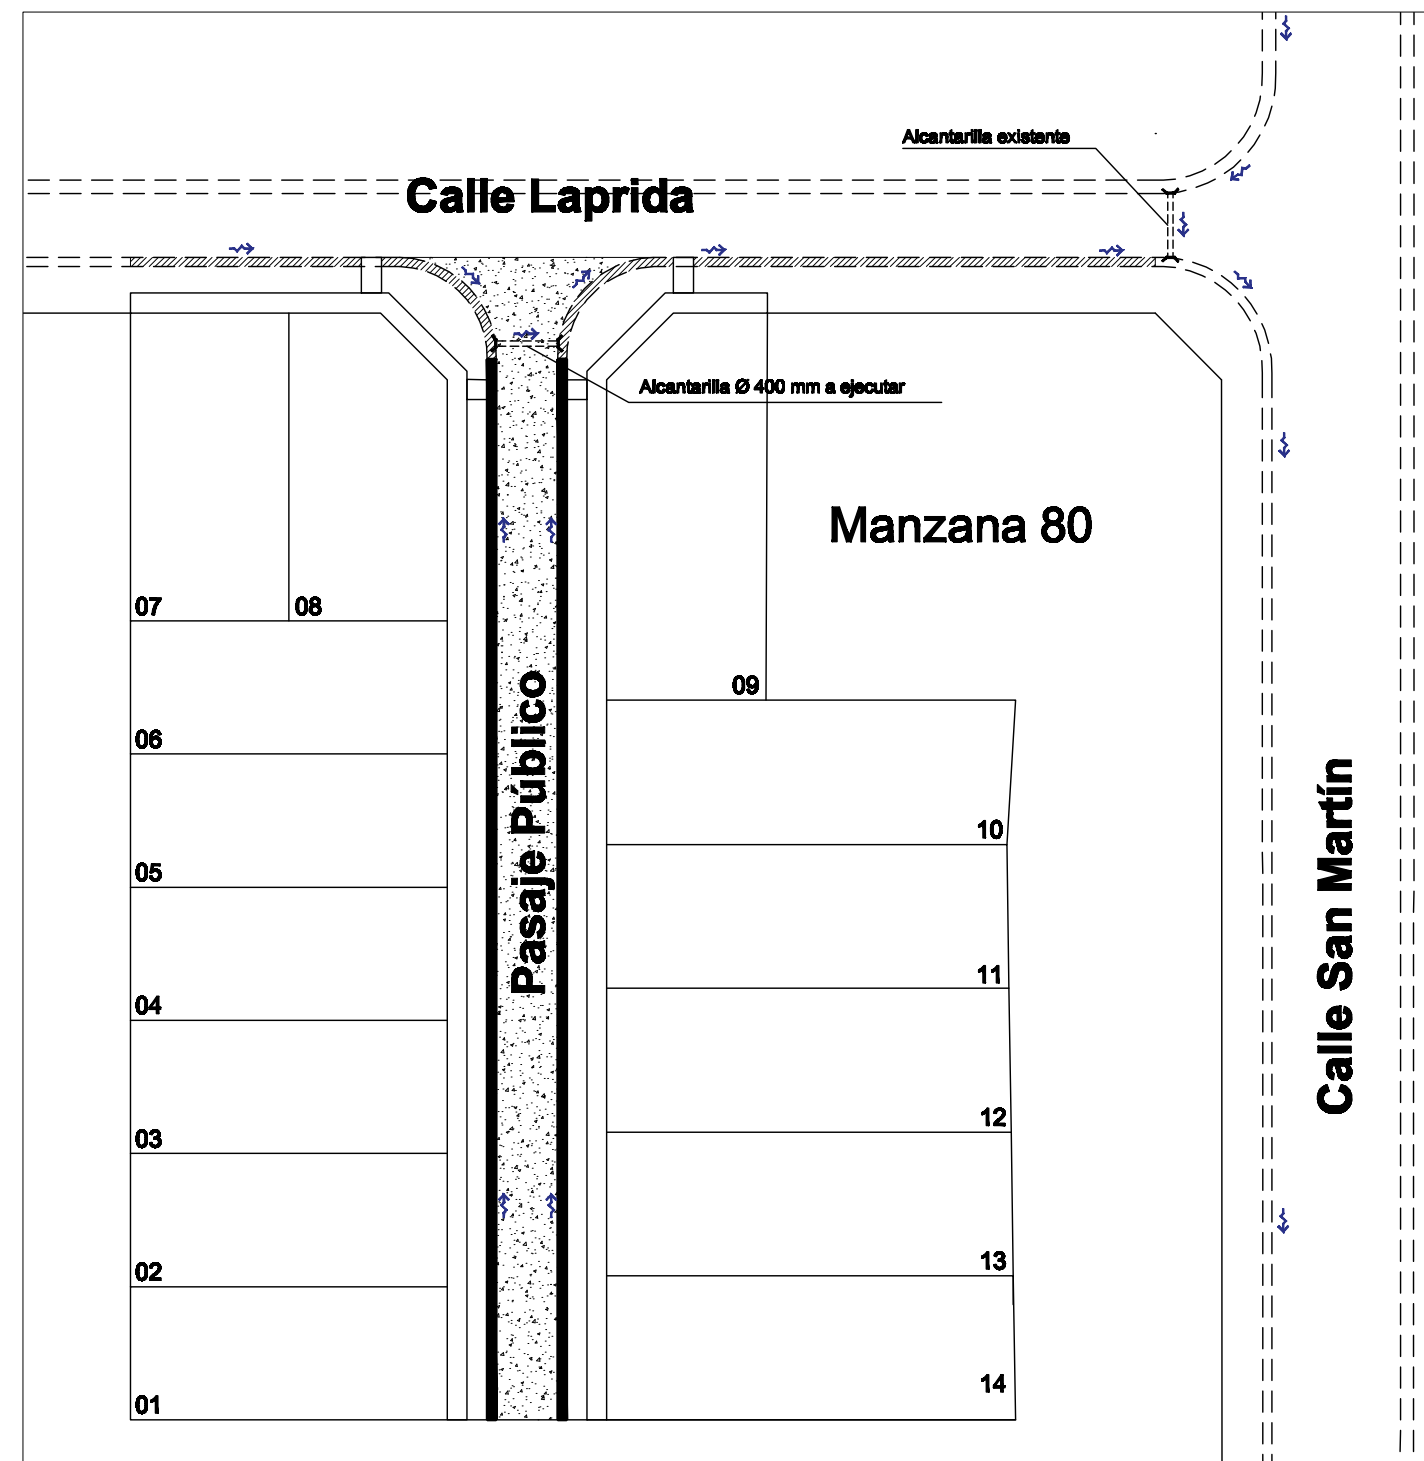 Alcantarilla existente
Calle Laprida
Alcantarilla Ø 400 mm a ejecutar
Manzana 80
07
08
09
06
10
05
11
04
12
03
13
02
14
01
Pasaje Público
Calle San Martín